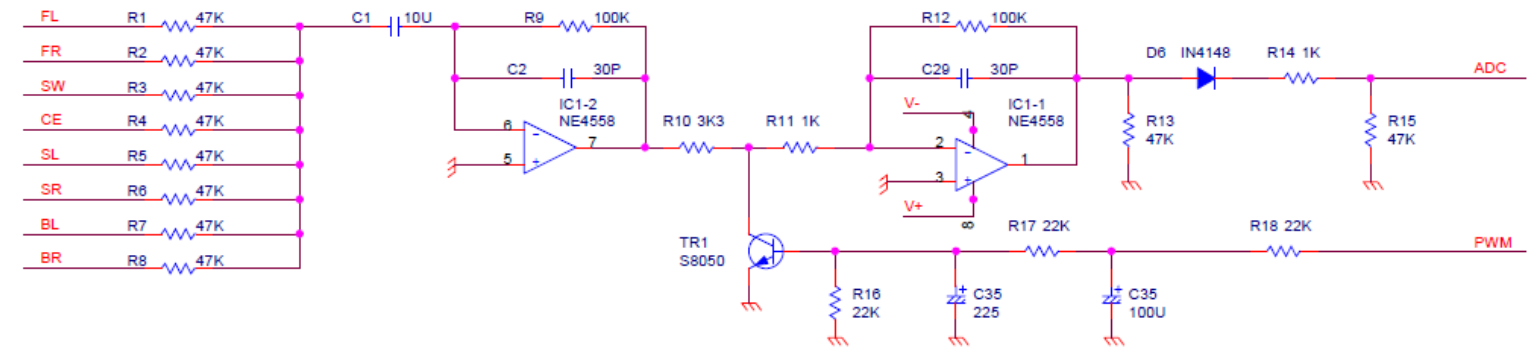 FL R1 47K C1 10U R9 100K R12 100K
FR R2 47K C2 30P C29 30P D6 IN4148 R14 1K ADC
SW R3 47K IC1-2 NE4558 V- 4 IC1-1 NE4558
CE R4 47K 6 - R10 3K3 R11 1K 2 - R13 47K R15 47K
SL R5 47K 5 + 7 3 + 1
SR R6 47K V+ 8
BL R7 47K TR1 S8050 R17 22K R18 22K PWM
BR R8 47K
R16 22K + C35 225 + C35 100U